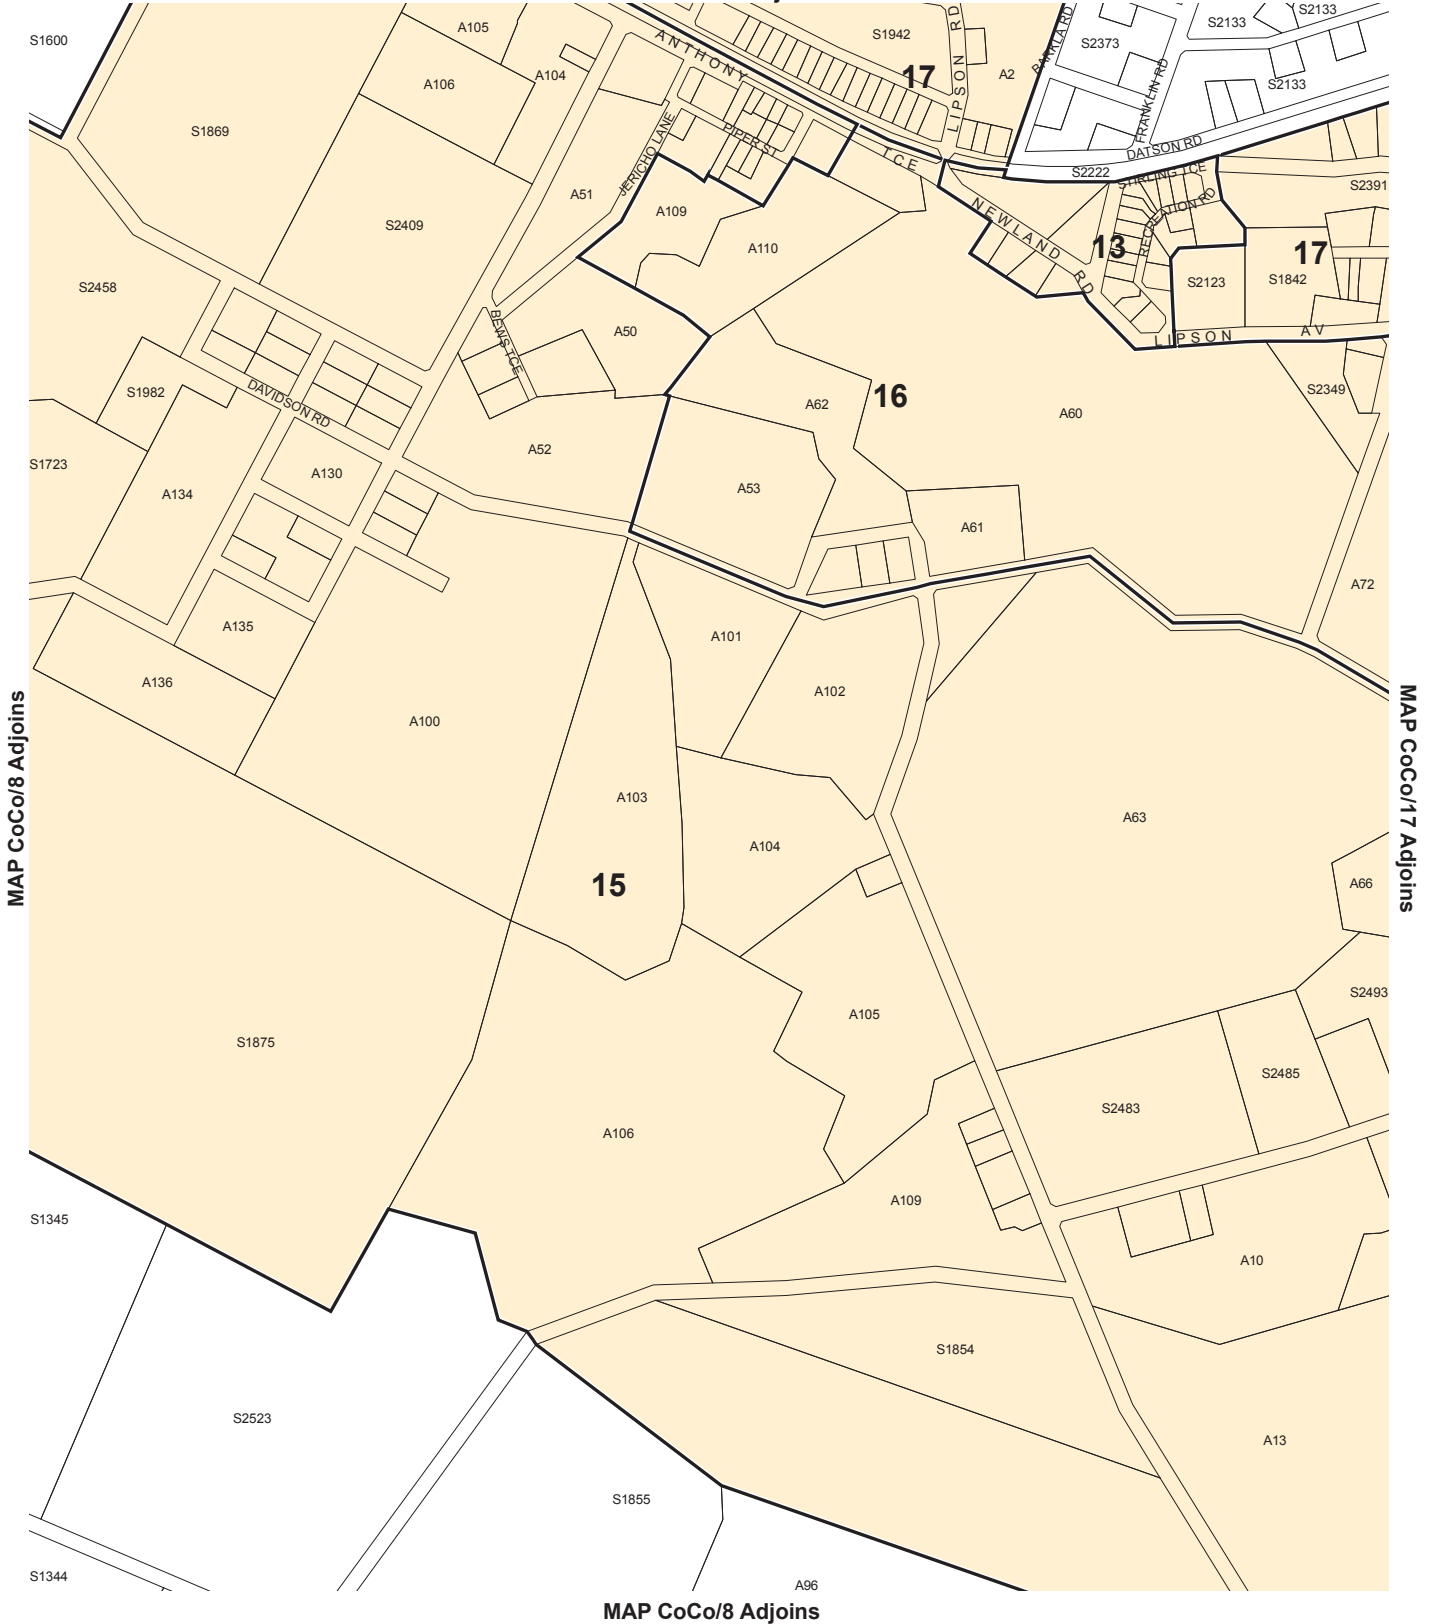 S1600
A105
S1942
S2133
S2133
S2373
A106
A104
ANTHONY
17
LIPSON RD
A2
BARKLA RD
FRANKLIN RD
S2133
S1869
PIPER ST
JERICHO LANE
TCE
DATSON RD
S2222
STIRLING TCE
S2391
S2409
A51
A109
A110
NEWLAND RD
13
RECREATION RD
17
S2458
S2123
S1842
BEWS TCE
A50
LIPSON AV
S1982
DAVIDSON RD
A62
16
A60
S2349
S1723
A134
A130
A52
A53
A61
A72
A135
A101
A136
A102
A100
MAP CoCo/8 Adjoins
MAP CoCo/17 Adjoins
A103
A104
A63
15
A66
S2493
A105
S1875
S2485
S2483
A106
A109
S1345
A10
S1854
S2523
A13
S1855
S1344
A96
MAP CoCo/8 Adjoins